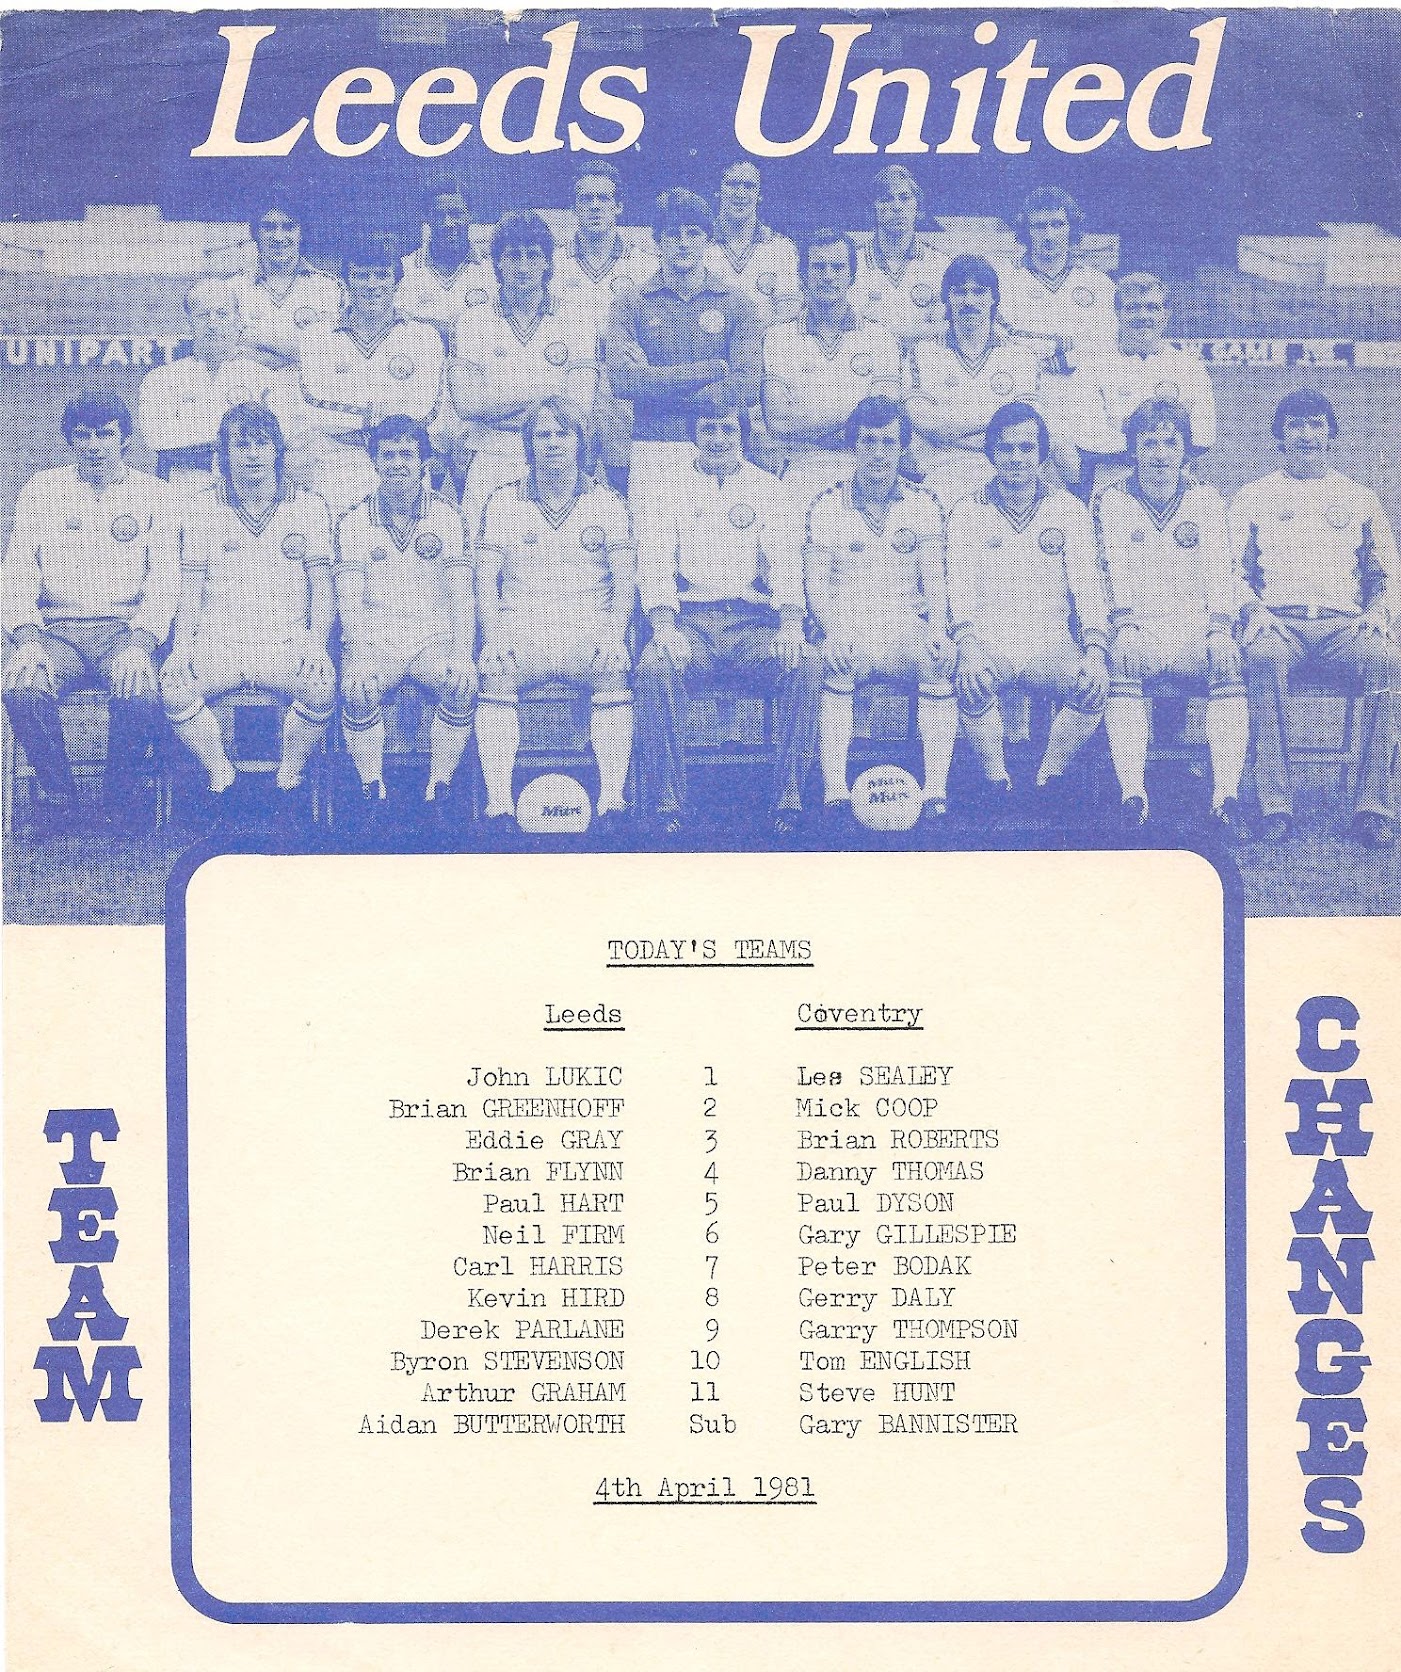 Leeds United
UNIPART
Mitre
Mitre
Mitre
TEAM
CHANGES
TODAY'S TEAMS
Leeds Coventry
John LUKIC 1 Les SEALEY
Brian GREENHOFF 2 Mick COOP
Eddie GRAY 3 Brian ROBERTS
Brian FLYNN 4 Danny THOMAS
Paul HART 5 Paul DYSON
Neil FIRM 6 Gary GILLESPIE
Carl HARRIS 7 Peter BODAK
Kevin HIRD 8 Gerry DALY
Derek PARLANE 9 Garry THOMPSON
Byron STEVENSON 10 Tom ENGLISH
Arthur GRAHAM 11 Steve HUNT
Aidan BUTTERWORTH Sub Gary BANNISTER
4th April 1981